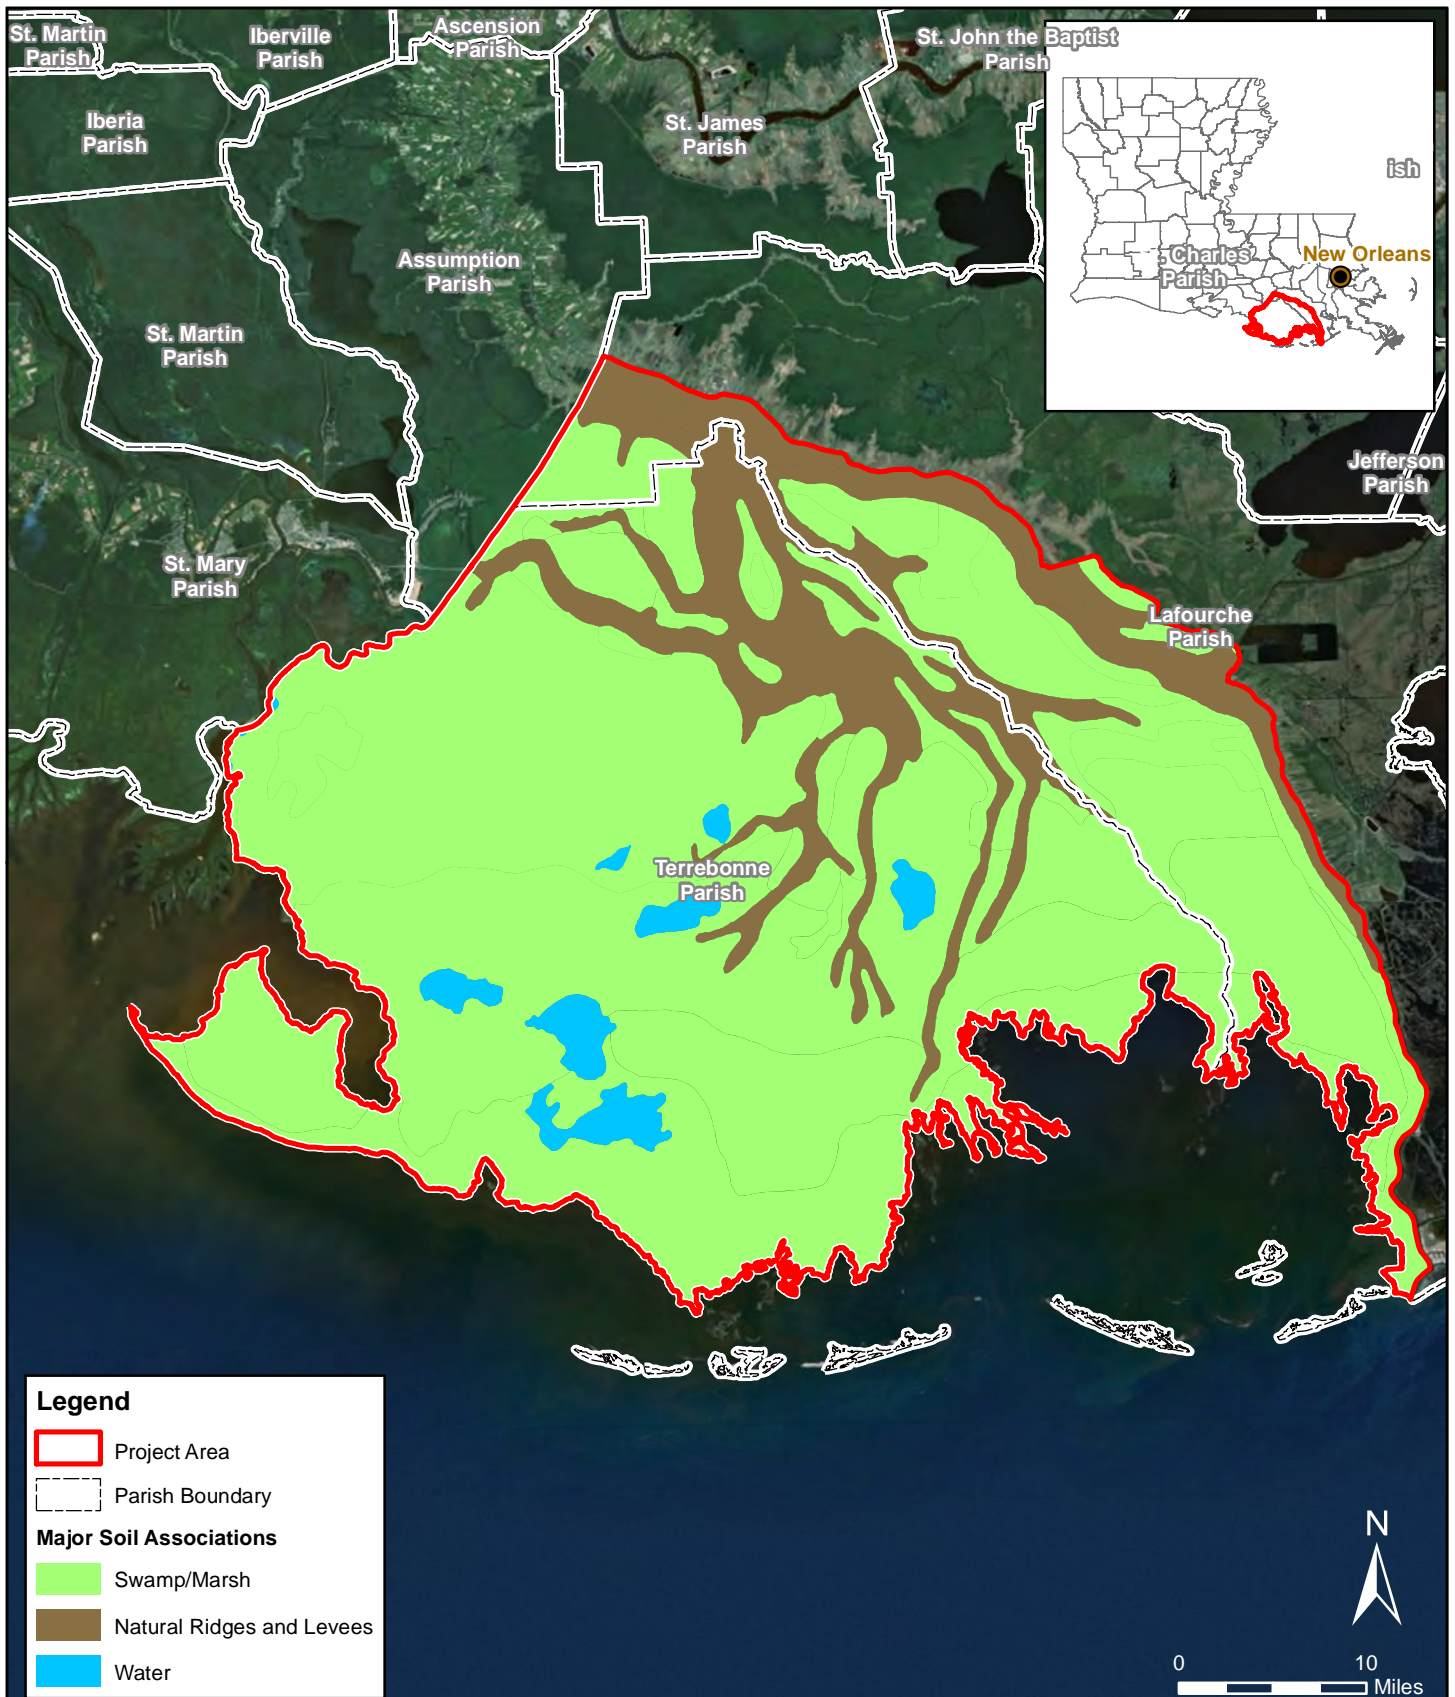 St. Martin
Parish
Iberville
Parish
Ascension
Parish
St. John the Baptist
Parish
Iberia
Parish
St. James
Parish
ish
Assumption
Parish
. Charles
Parish
New Orleans
St. Martin
Parish
Jefferson
Parish
St. Mary
Parish
Lafourche
Parish
Terrebonne
Parish
Legend
Project Area
Parish Boundary
Major Soil Associations
Swamp/Marsh
Natural Ridges and Levees
Water
N
0 10
Miles